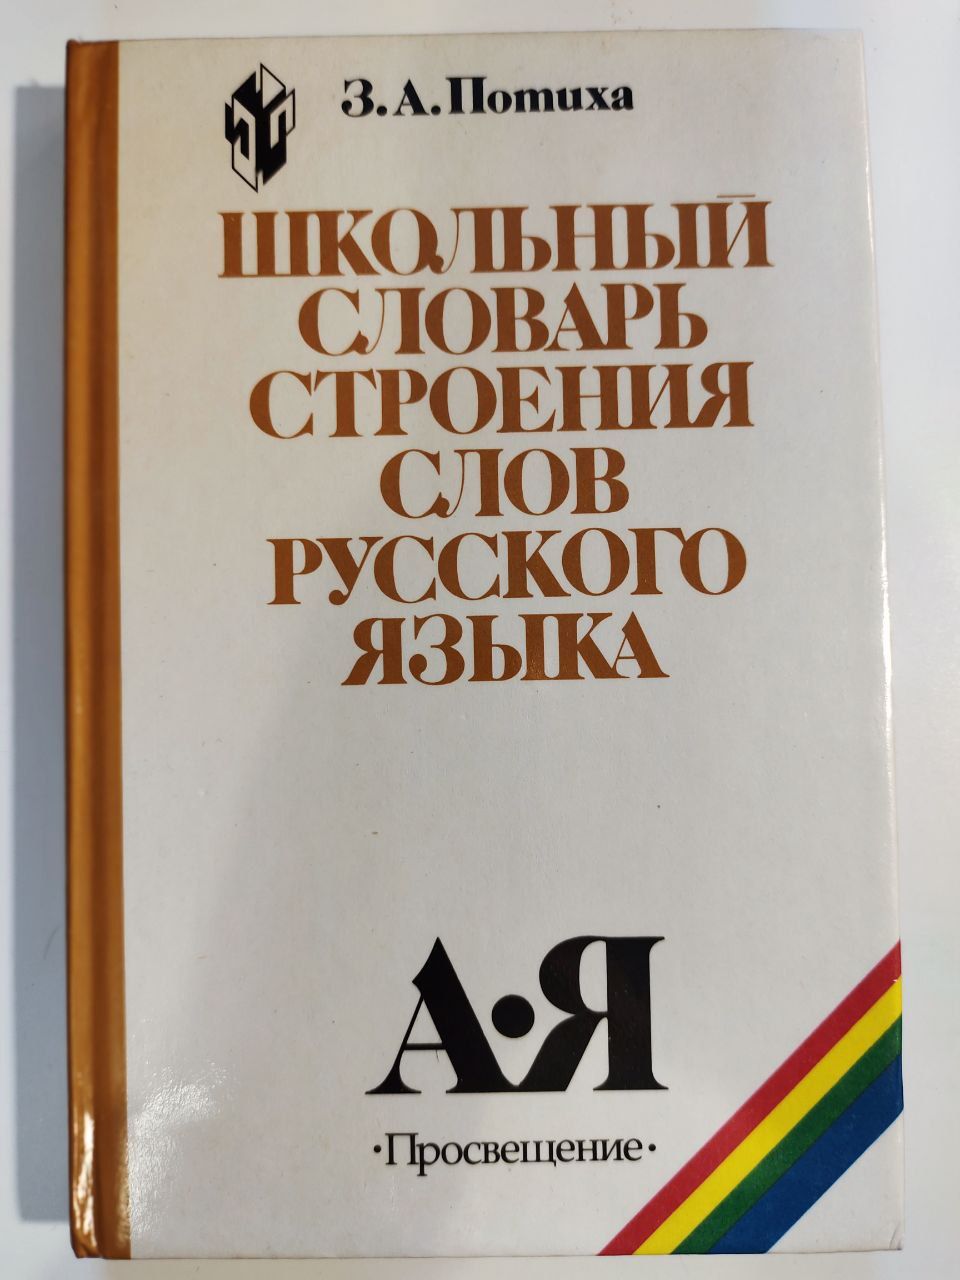 З.А.Потиха
ШКОЛЬНЫЙ
СЛОВАРЬ
СТРОЕНИЯ
СЛОВ
РУССКОГО
ЯЗЫКА
А•Я
•Просвещение•